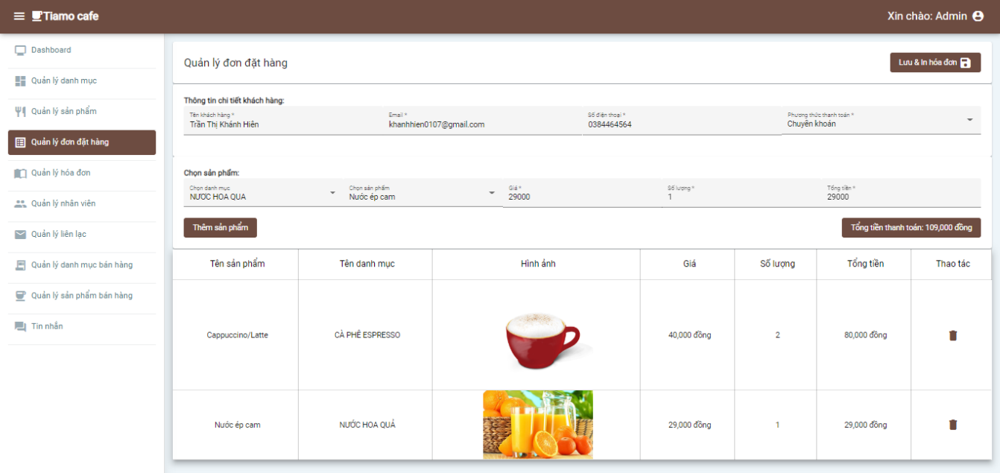 Tiamo cafe
Xin chào: Admin
Dashboard
Quản lý danh mục
Quản lý sản phẩm
Quản lý đơn đặt hàng
Quản lý hóa đơn
Quản lý nhân viên
Quản lý liên lạc
Quản lý danh mục bán hàng
Quản lý sản phẩm bán hàng
Tin nhắn
Quản lý đơn đặt hàng
Lưu & In hóa đơn
Thông tin chi tiết khách hàng:
Tên khách hàng * Email * Số điện thoại * Phương thức thanh toán *
Trần Thị Khánh Hiên khanhhien0107@gmail.com 0384464564 Chuyên khoán
Chọn sản phẩm:
Chọn danh mục Chọn sản phẩm Giá * Số lượng * Tổng tiền *
NƯƠC HOA QUA Nước ép cam 29000 1 29000
Thêm sản phẩm
Tổng tiền thanh toán: 109,000 đồng
Tên sản phẩm Tên danh mục Hình ảnh Giá Số lượng Tổng tiền Thao tác
Cappuccino/Latte CÀ PHÊ ESPRESSO 40,000 đồng 2 80,000 đồng
Nước ép cam NƯỚC HOA QUẢ 29,000 đồng 1 29,000 đồng